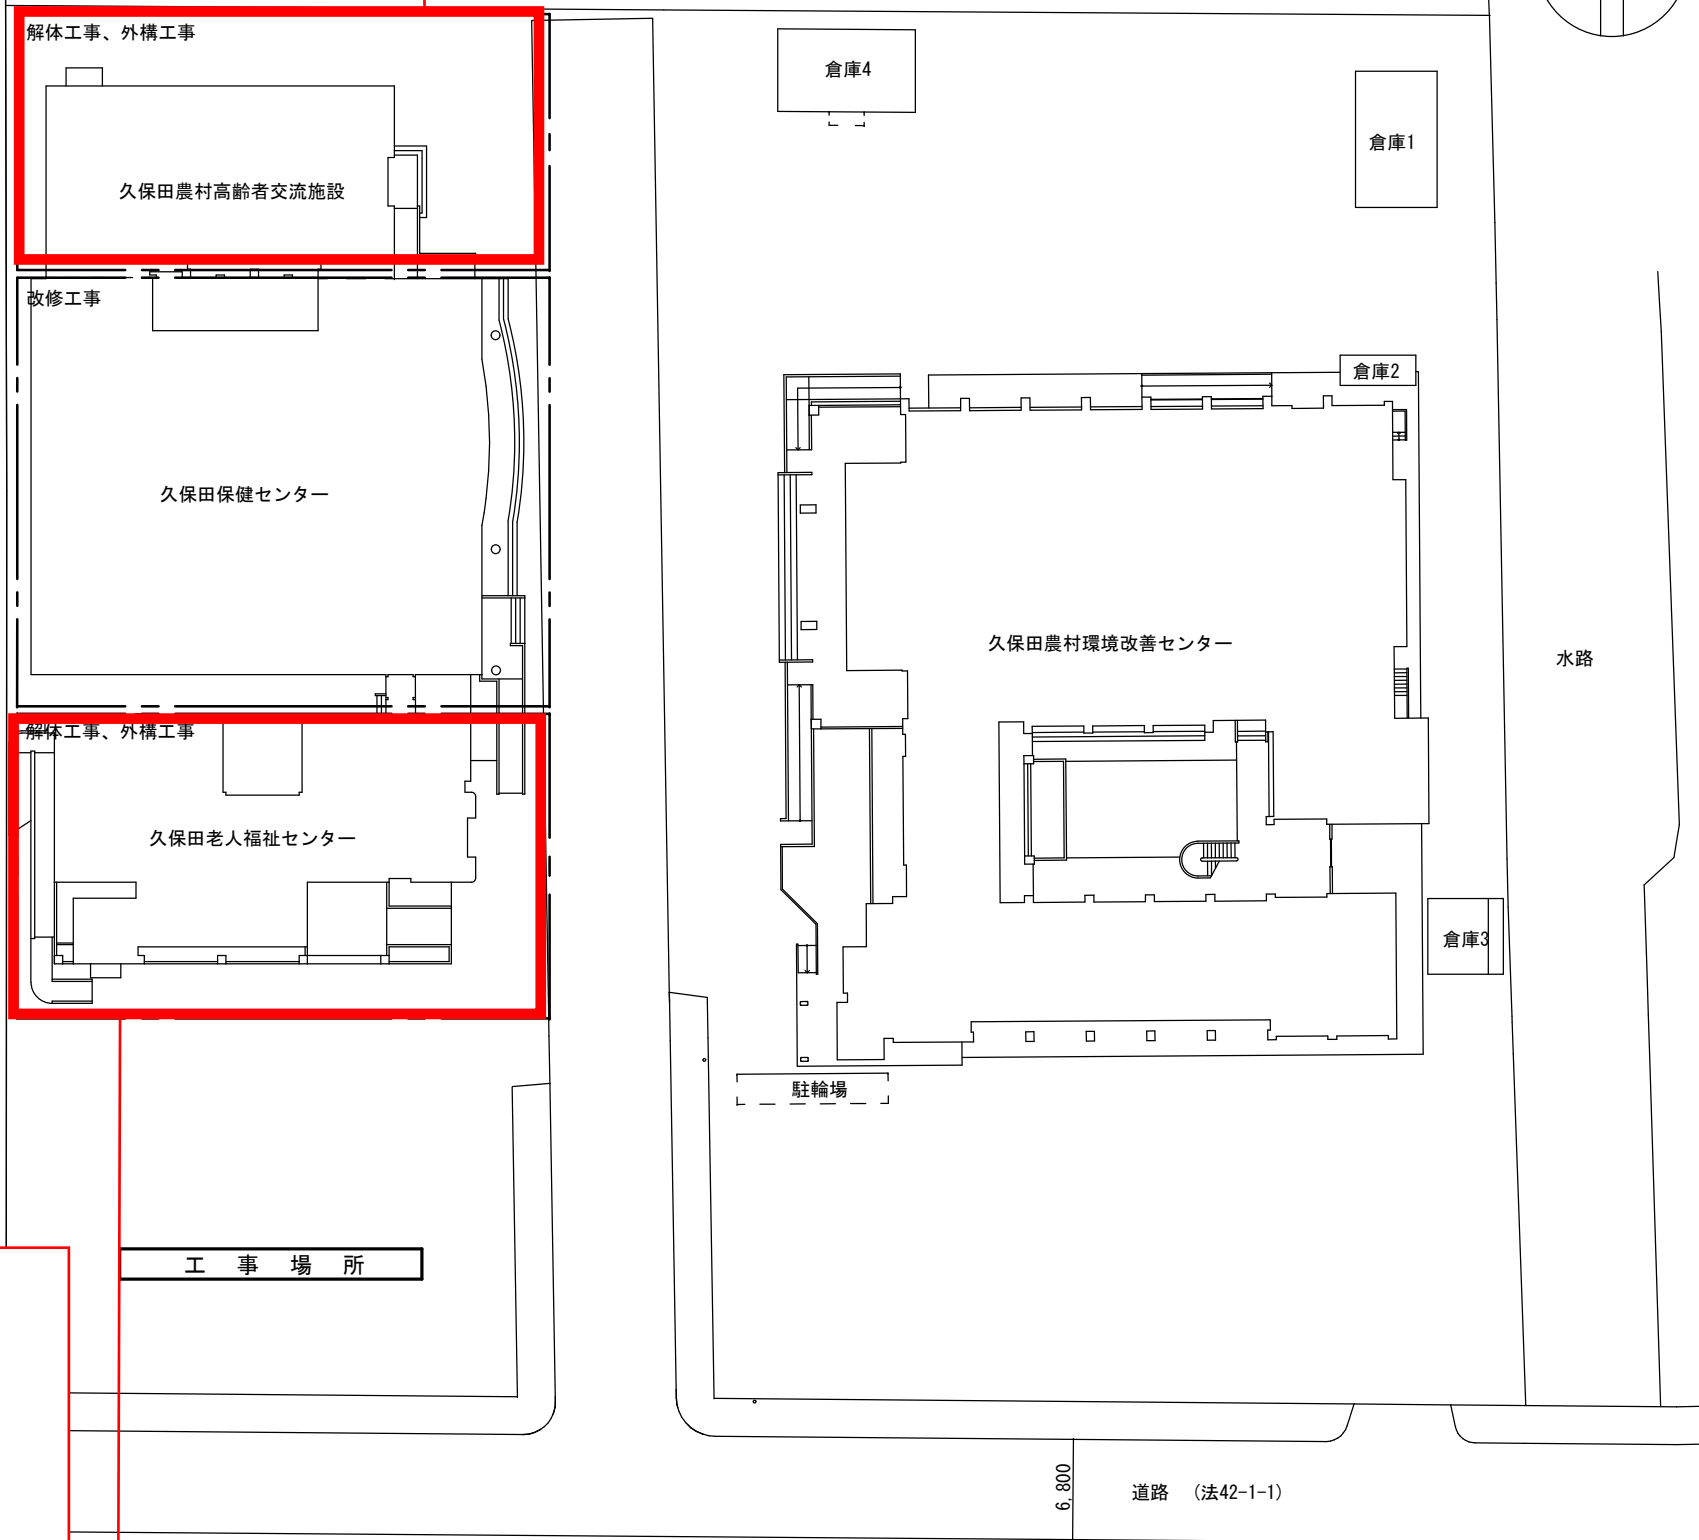 解体工事、外構工事
倉庫4
倉庫1
久保田農村高齢者交流施設
改修工事
倉庫2
久保田保健センター
久保田農村環境改善センター
水路
解体工事、外構工事
久保田老人福祉センター
倉庫3
駐輪場
工事場所
6,800
道路 (法42-1-1)